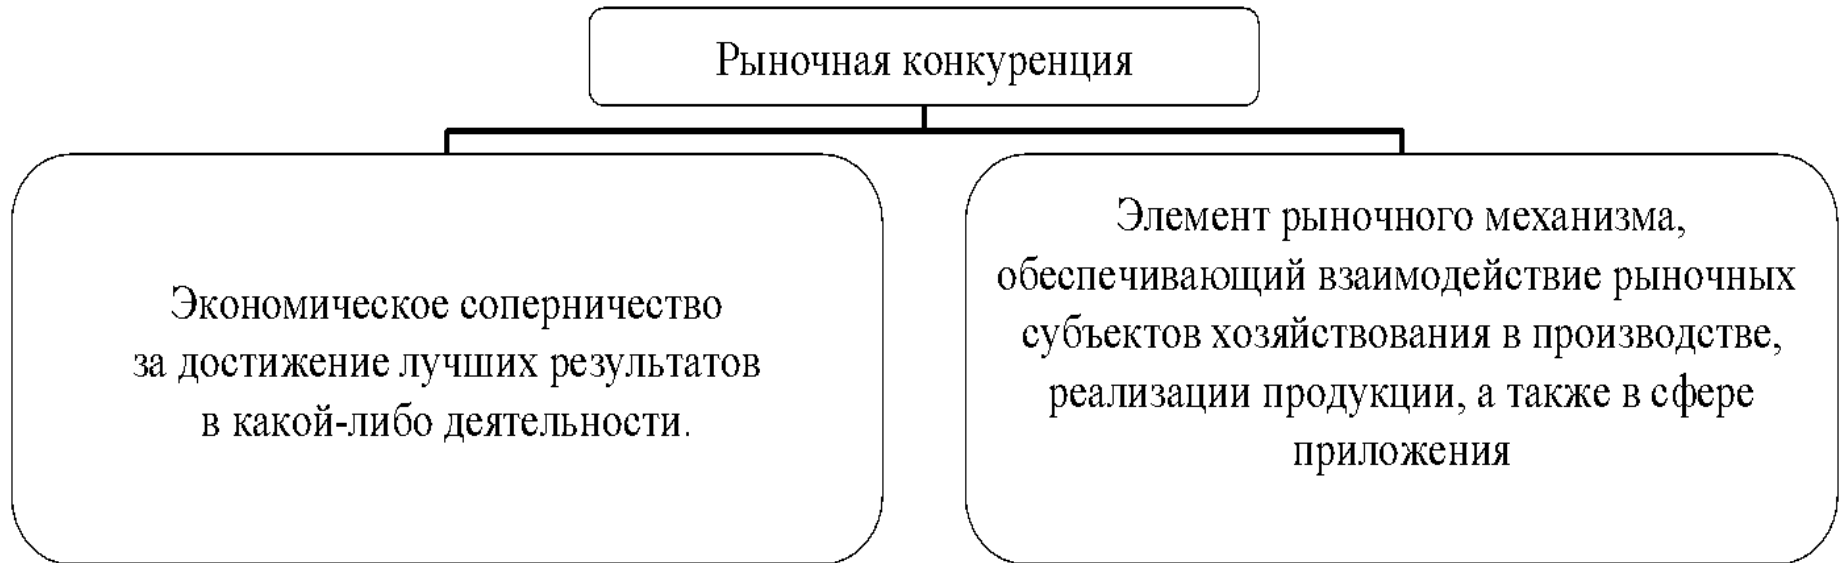 Рыночная конкуренция
Экономическое соперничество
за достижение лучших результатов
в какой-либо деятельности.
Элемент рыночного механизма,
обеспечивающий взаимодействие рыночных
субъектов хозяйствования в производстве,
реализации продукции, а также в сфере
приложения